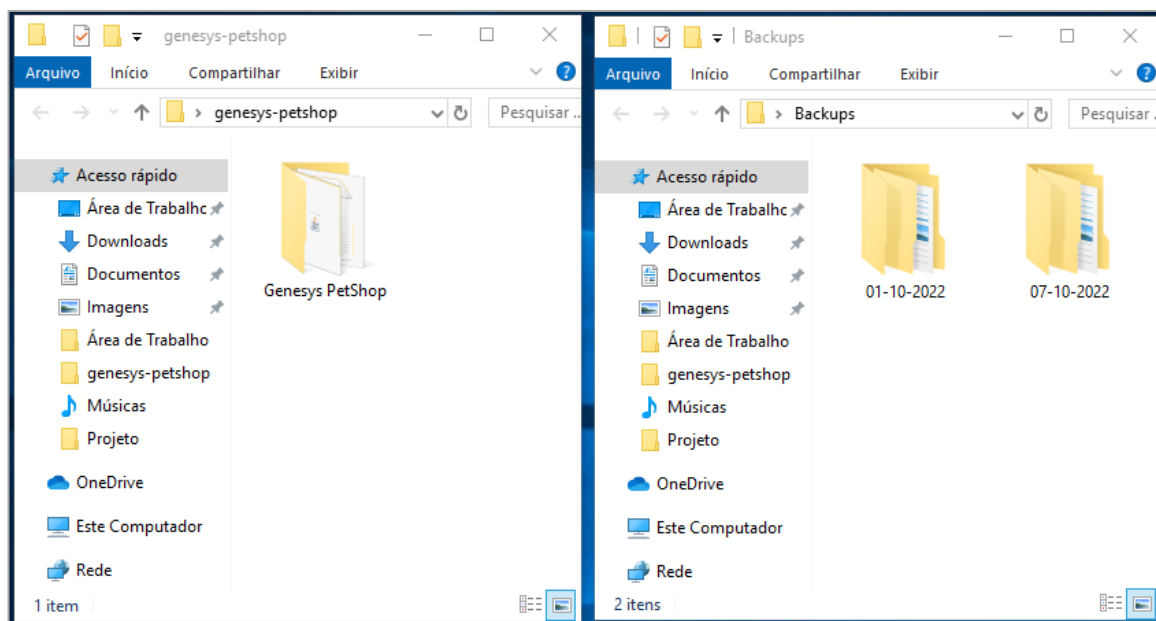 genesys-petshop
Arquivo Início Compartilhar Exibir
genesys-petshop
Pesquisar ...
Acesso rápido
Área de Trabalhc
Downloads
Documentos
Imagens
Área de Trabalho
genesys-petshop
Músicas
Projeto
OneDrive
Este Computador
Rede
Genesys PetShop
1 item
Backups
Arquivo Início Compartilhar Exibir
Backups
Pesquisar .
Acesso rápido
Área de Trabalhc
Downloads
Documentos
Imagens
Área de Trabalho
genesys-petshop
Músicas
Projeto
OneDrive
Este Computador
Rede
01-10-2022 07-10-2022
2 itens